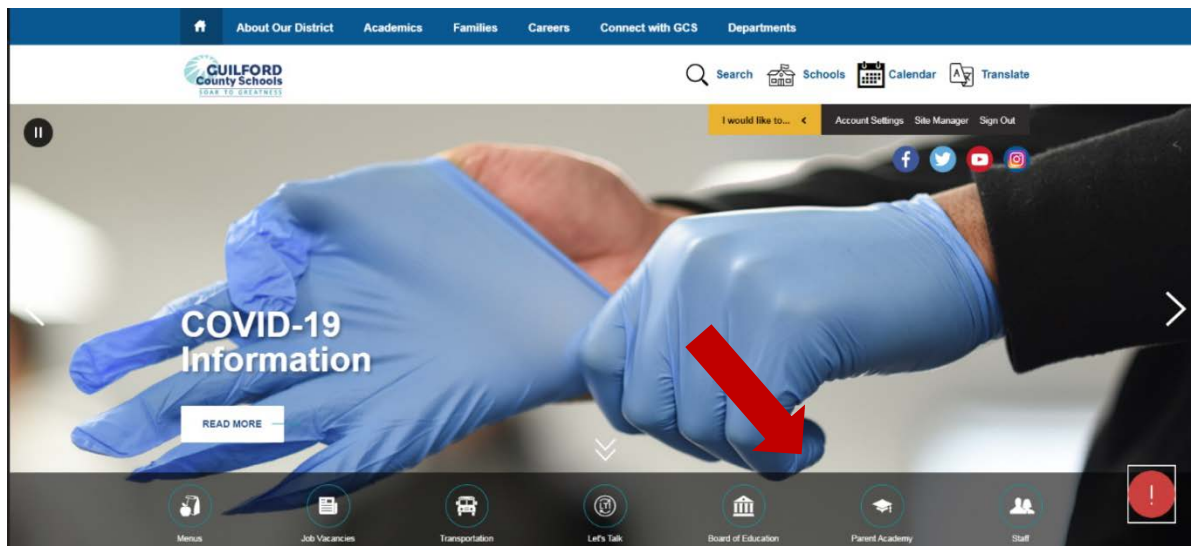 About Our District Academics Families Careers Connect with GCS Departments
GUILFORD
County Schools
SOAR TO GREATNESS
Search Schools Calendar Translate
I would like to... Account Settings Site Manager Sign Out
COVID-19
Information
READ MORE
Menus Job Vacancies Transportation Let's Talk Board of Education Parent Academy Staff